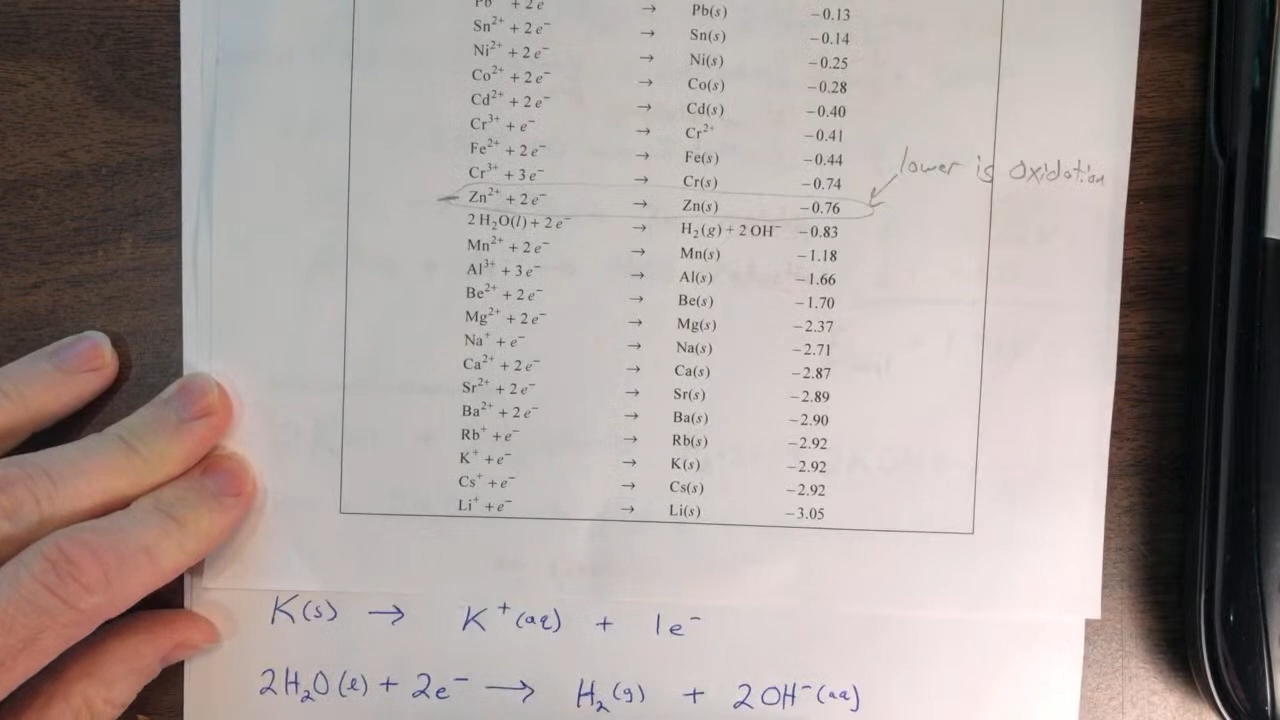 Pb + 2 e → Pb(s) −0.13
Sn²⁺ + 2 e⁻ → Sn(s) −0.14
Ni²⁺ + 2 e⁻ → Ni(s) −0.25
Co²⁺ + 2 e⁻ → Co(s) −0.28
Cd²⁺ + 2 e⁻ → Cd(s) −0.40
Cr³⁺ + e⁻ → Cr²⁺ −0.41
Fe²⁺ + 2 e⁻ → Fe(s) −0.44
lower is oxidation
Cr³⁺ + 3 e⁻ → Cr(s) −0.74
Zn²⁺ + 2 e⁻ → Zn(s) −0.76
2 H₂O(l) + 2 e⁻ → H₂(g) + 2 OH⁻ −0.83
Mn²⁺ + 2 e⁻ → Mn(s) −1.18
Al³⁺ + 3 e⁻ → Al(s) −1.66
Be²⁺ + 2 e⁻ → Be(s) −1.70
Mg²⁺ + 2 e⁻ → Mg(s) −2.37
Na⁺ + e⁻ → Na(s) −2.71
Ca²⁺ + 2 e⁻ → Ca(s) −2.87
Sr²⁺ + 2 e⁻ → Sr(s) −2.89
Ba²⁺ + 2 e⁻ → Ba(s) −2.90
Rb⁺ + e⁻ → Rb(s) −2.92
K⁺ + e⁻ → K(s) −2.92
Cs⁺ + e⁻ → Cs(s) −2.92
Li⁺ + e⁻ → Li(s) −3.05
K(s) → K⁺(aq) + 1e⁻
2H₂O(l) + 2e⁻ → H₂(g) + 2OH⁻(aq)